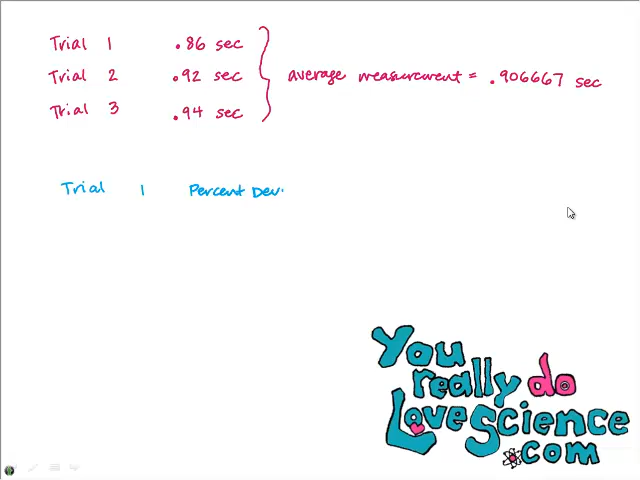 Trial 1 .86 sec
Trial 2 .92 sec
Trial 3 .94 sec
average measurement = .906667 sec
Trial 1 Percent Dev.
You
really do
Love Science
.com